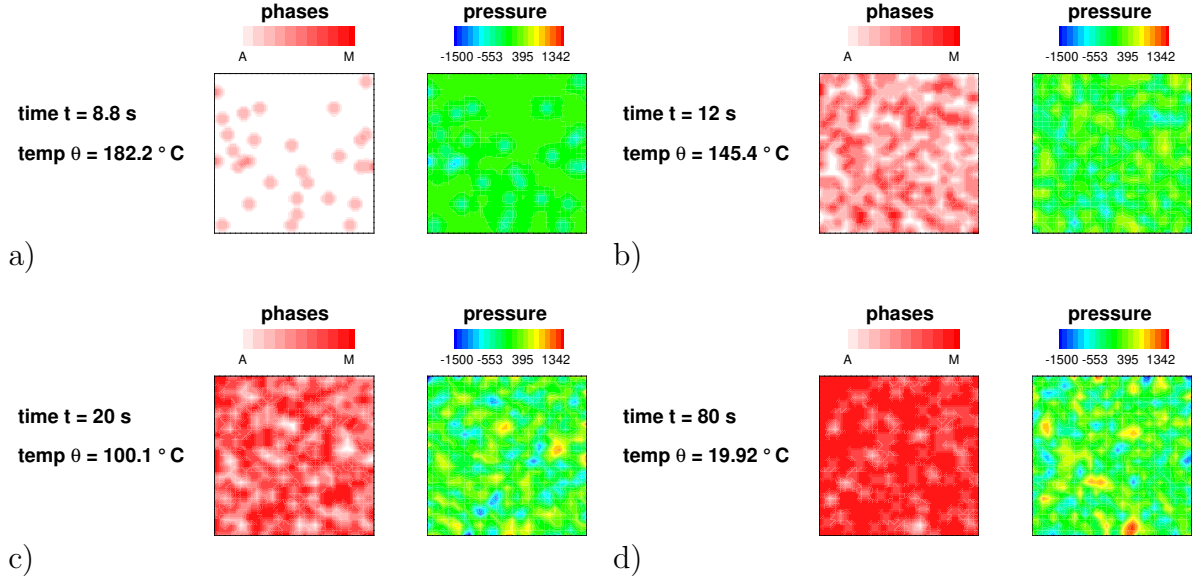 phases
pressure
A M
-1500 -553 395 1342
time t = 8.8 s
temp θ = 182.2 ° C
a)
phases
pressure
A M
-1500 -553 395 1342
time t = 12 s
temp θ = 145.4 ° C
b)
phases
pressure
A M
-1500 -553 395 1342
time t = 20 s
temp θ = 100.1 ° C
c)
phases
pressure
A M
-1500 -553 395 1342
time t = 80 s
temp θ = 19.92 ° C
d)